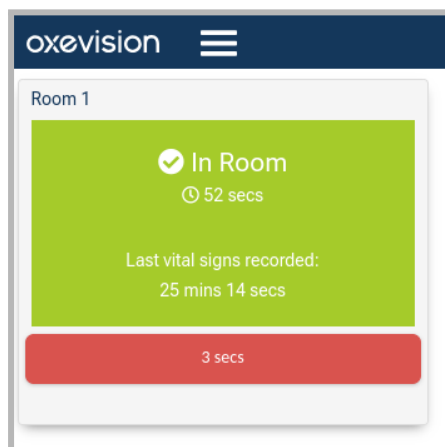 oxevision
Room 1
In Room
52 secs
Last vital signs recorded:
25 mins 14 secs
3 secs